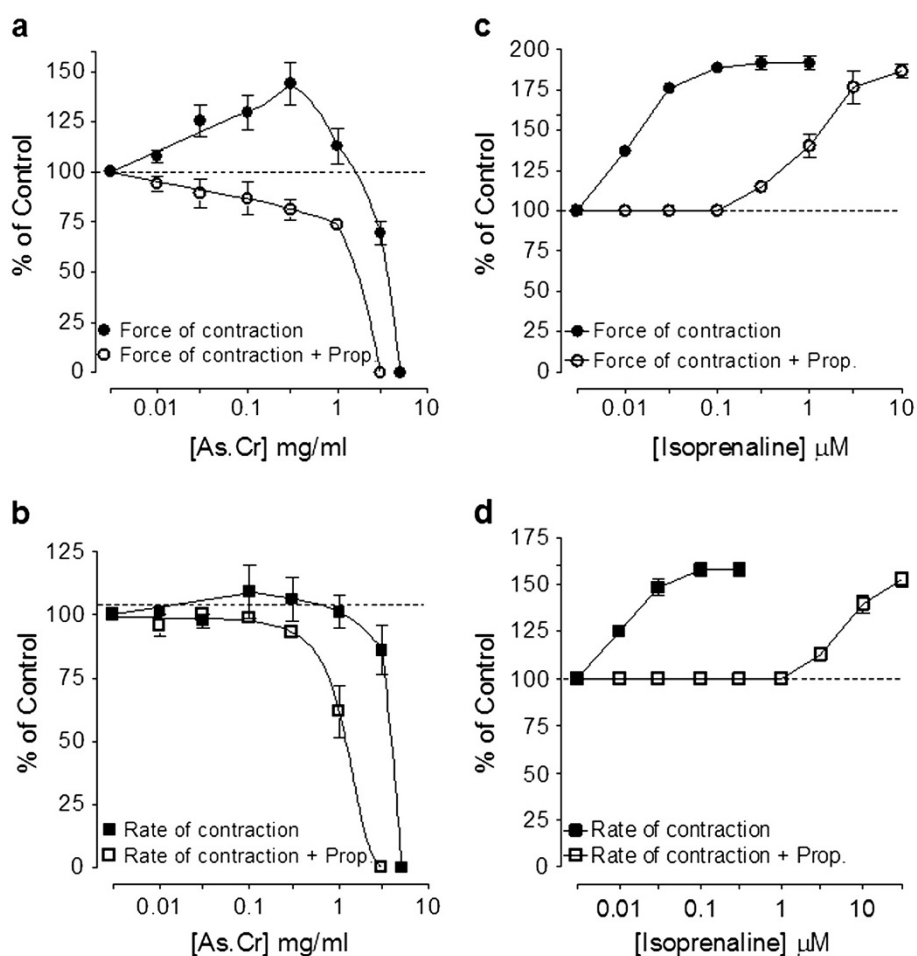 a
150
125
100
75
50
25
0
% of Control
Force of contraction
Force of contraction + Prop.
0.01 0.1 1 10
[As.Cr] mg/ml
c
200
175
150
125
100
75
50
25
0
% of Control
Force of contraction
Force of contraction + Prop.
0.01 0.1 1 10
[Isoprenaline] μM
b
125
100
75
50
25
0
% of Control
Rate of contraction
Rate of contraction + Prop.
0.01 0.1 1 10
[As.Cr] mg/ml
d
175
150
125
100
75
50
25
0
% of Control
Rate of contraction
Rate of contraction + Prop.
0.01 0.1 1 10
[Isoprenaline] μM